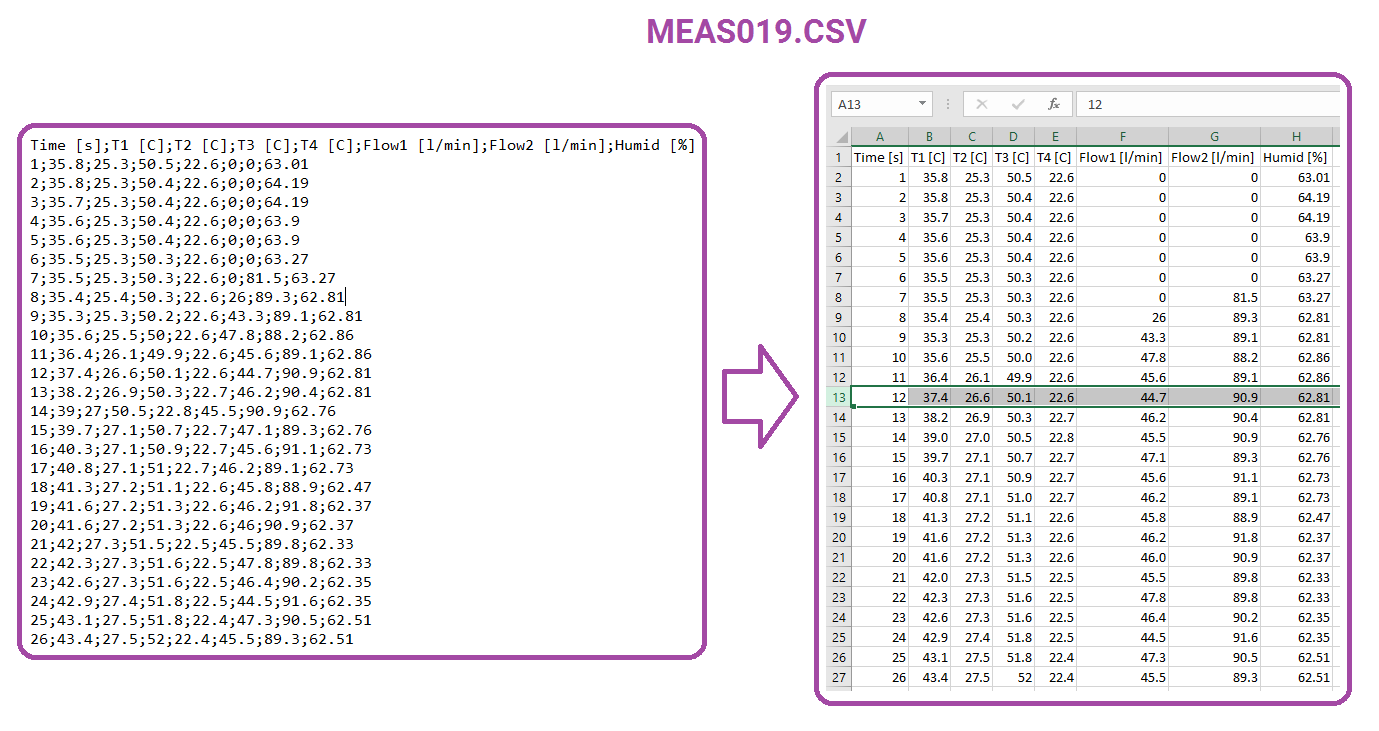 MEAS019.CSV
Time [s];T1 [C];T2 [C];T3 [C];T4 [C];Flow1 [l/min];Flow2 [l/min];Humid [%]
1;35.8;25.3;50.5;22.6;0;0;63.01
2;35.8;25.3;50.4;22.6;0;0;64.19
3;35.7;25.3;50.4;22.6;0;0;64.19
4;35.6;25.3;50.4;22.6;0;0;63.9
5;35.6;25.3;50.4;22.6;0;0;63.9
6;35.5;25.3;50.3;22.6;0;0;63.27
7;35.5;25.3;50.3;22.6;0;81.5;63.27
8;35.4;25.4;50.3;22.6;26;89.3;62.81
9;35.3;25.3;50.2;22.6;43.3;89.1;62.81
10;35.6;25.5;50;22.6;47.8;88.2;62.86
11;36.4;26.1;49.9;22.6;45.6;89.1;62.86
12;37.4;26.6;50.1;22.6;44.7;90.9;62.81
13;38.2;26.9;50.3;22.7;46.2;90.4;62.81
14;39;27;50.5;22.8;45.5;90.9;62.76
15;39.7;27.1;50.7;22.7;47.1;89.3;62.76
16;40.3;27.1;50.9;22.7;45.6;91.1;62.73
17;40.8;27.1;51;22.7;46.2;89.1;62.73
18;41.3;27.2;51.1;22.6;45.8;88.9;62.47
19;41.6;27.2;51.3;22.6;46.2;91.8;62.37
20;41.6;27.2;51.3;22.6;46;90.9;62.37
21;42;27.3;51.5;22.5;45.5;89.8;62.33
22;42.3;27.3;51.6;22.5;47.8;89.8;62.33
23;42.6;27.3;51.6;22.5;46.4;90.2;62.35
24;42.9;27.4;51.8;22.5;44.5;91.6;62.35
25;43.1;27.5;51.8;22.4;47.3;90.5;62.51
26;43.4;27.5;52;22.4;45.5;89.3;62.51
A13 fx 12
A B C D E F G H
1 Time [s] T1 [C] T2 [C] T3 [C] T4 [C] Flow1 [l/min] Flow2 [l/min] Humid [%]
2 1 35.8 25.3 50.5 22.6 0 0 63.01
3 2 35.8 25.3 50.4 22.6 0 0 64.19
4 3 35.7 25.3 50.4 22.6 0 0 64.19
5 4 35.6 25.3 50.4 22.6 0 0 63.9
6 5 35.6 25.3 50.4 22.6 0 0 63.9
7 6 35.5 25.3 50.3 22.6 0 0 63.27
8 7 35.5 25.3 50.3 22.6 0 81.5 63.27
9 8 35.4 25.4 50.3 22.6 26 89.3 62.81
10 9 35.3 25.3 50.2 22.6 43.3 89.1 62.81
11 10 35.6 25.5 50.0 22.6 47.8 88.2 62.86
12 11 36.4 26.1 49.9 22.6 45.6 89.1 62.86
13 12 37.4 26.6 50.1 22.6 44.7 90.9 62.81
14 13 38.2 26.9 50.3 22.7 46.2 90.4 62.81
15 14 39.0 27.0 50.5 22.8 45.5 90.9 62.76
16 15 39.7 27.1 50.7 22.7 47.1 89.3 62.76
17 16 40.3 27.1 50.9 22.7 45.6 91.1 62.73
18 17 40.8 27.1 51.0 22.7 46.2 89.1 62.73
19 18 41.3 27.2 51.1 22.6 45.8 88.9 62.47
20 19 41.6 27.2 51.3 22.6 46.2 91.8 62.37
21 20 41.6 27.2 51.3 22.6 46.0 90.9 62.37
22 21 42.0 27.3 51.5 22.5 45.5 89.8 62.33
23 22 42.3 27.3 51.6 22.5 47.8 89.8 62.33
24 23 42.6 27.3 51.6 22.5 46.4 90.2 62.35
25 24 42.9 27.4 51.8 22.5 44.5 91.6 62.35
26 25 43.1 27.5 51.8 22.4 47.3 90.5 62.51
27 26 43.4 27.5 52 22.4 45.5 89.3 62.51